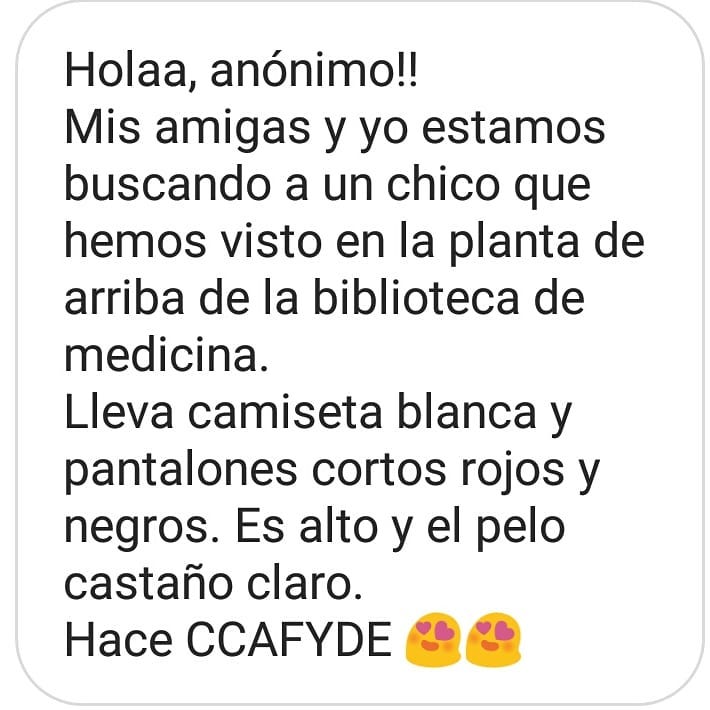 Holaa, anónimo!!
Mis amigas y yo estamos
buscando a un chico que
hemos visto en la planta de
arriba de la biblioteca de
medicina.
Lleva camiseta blanca y
pantalones cortos rojos y
negros. Es alto y el pelo
castaño claro.
Hace CCAFYDE 😍😍